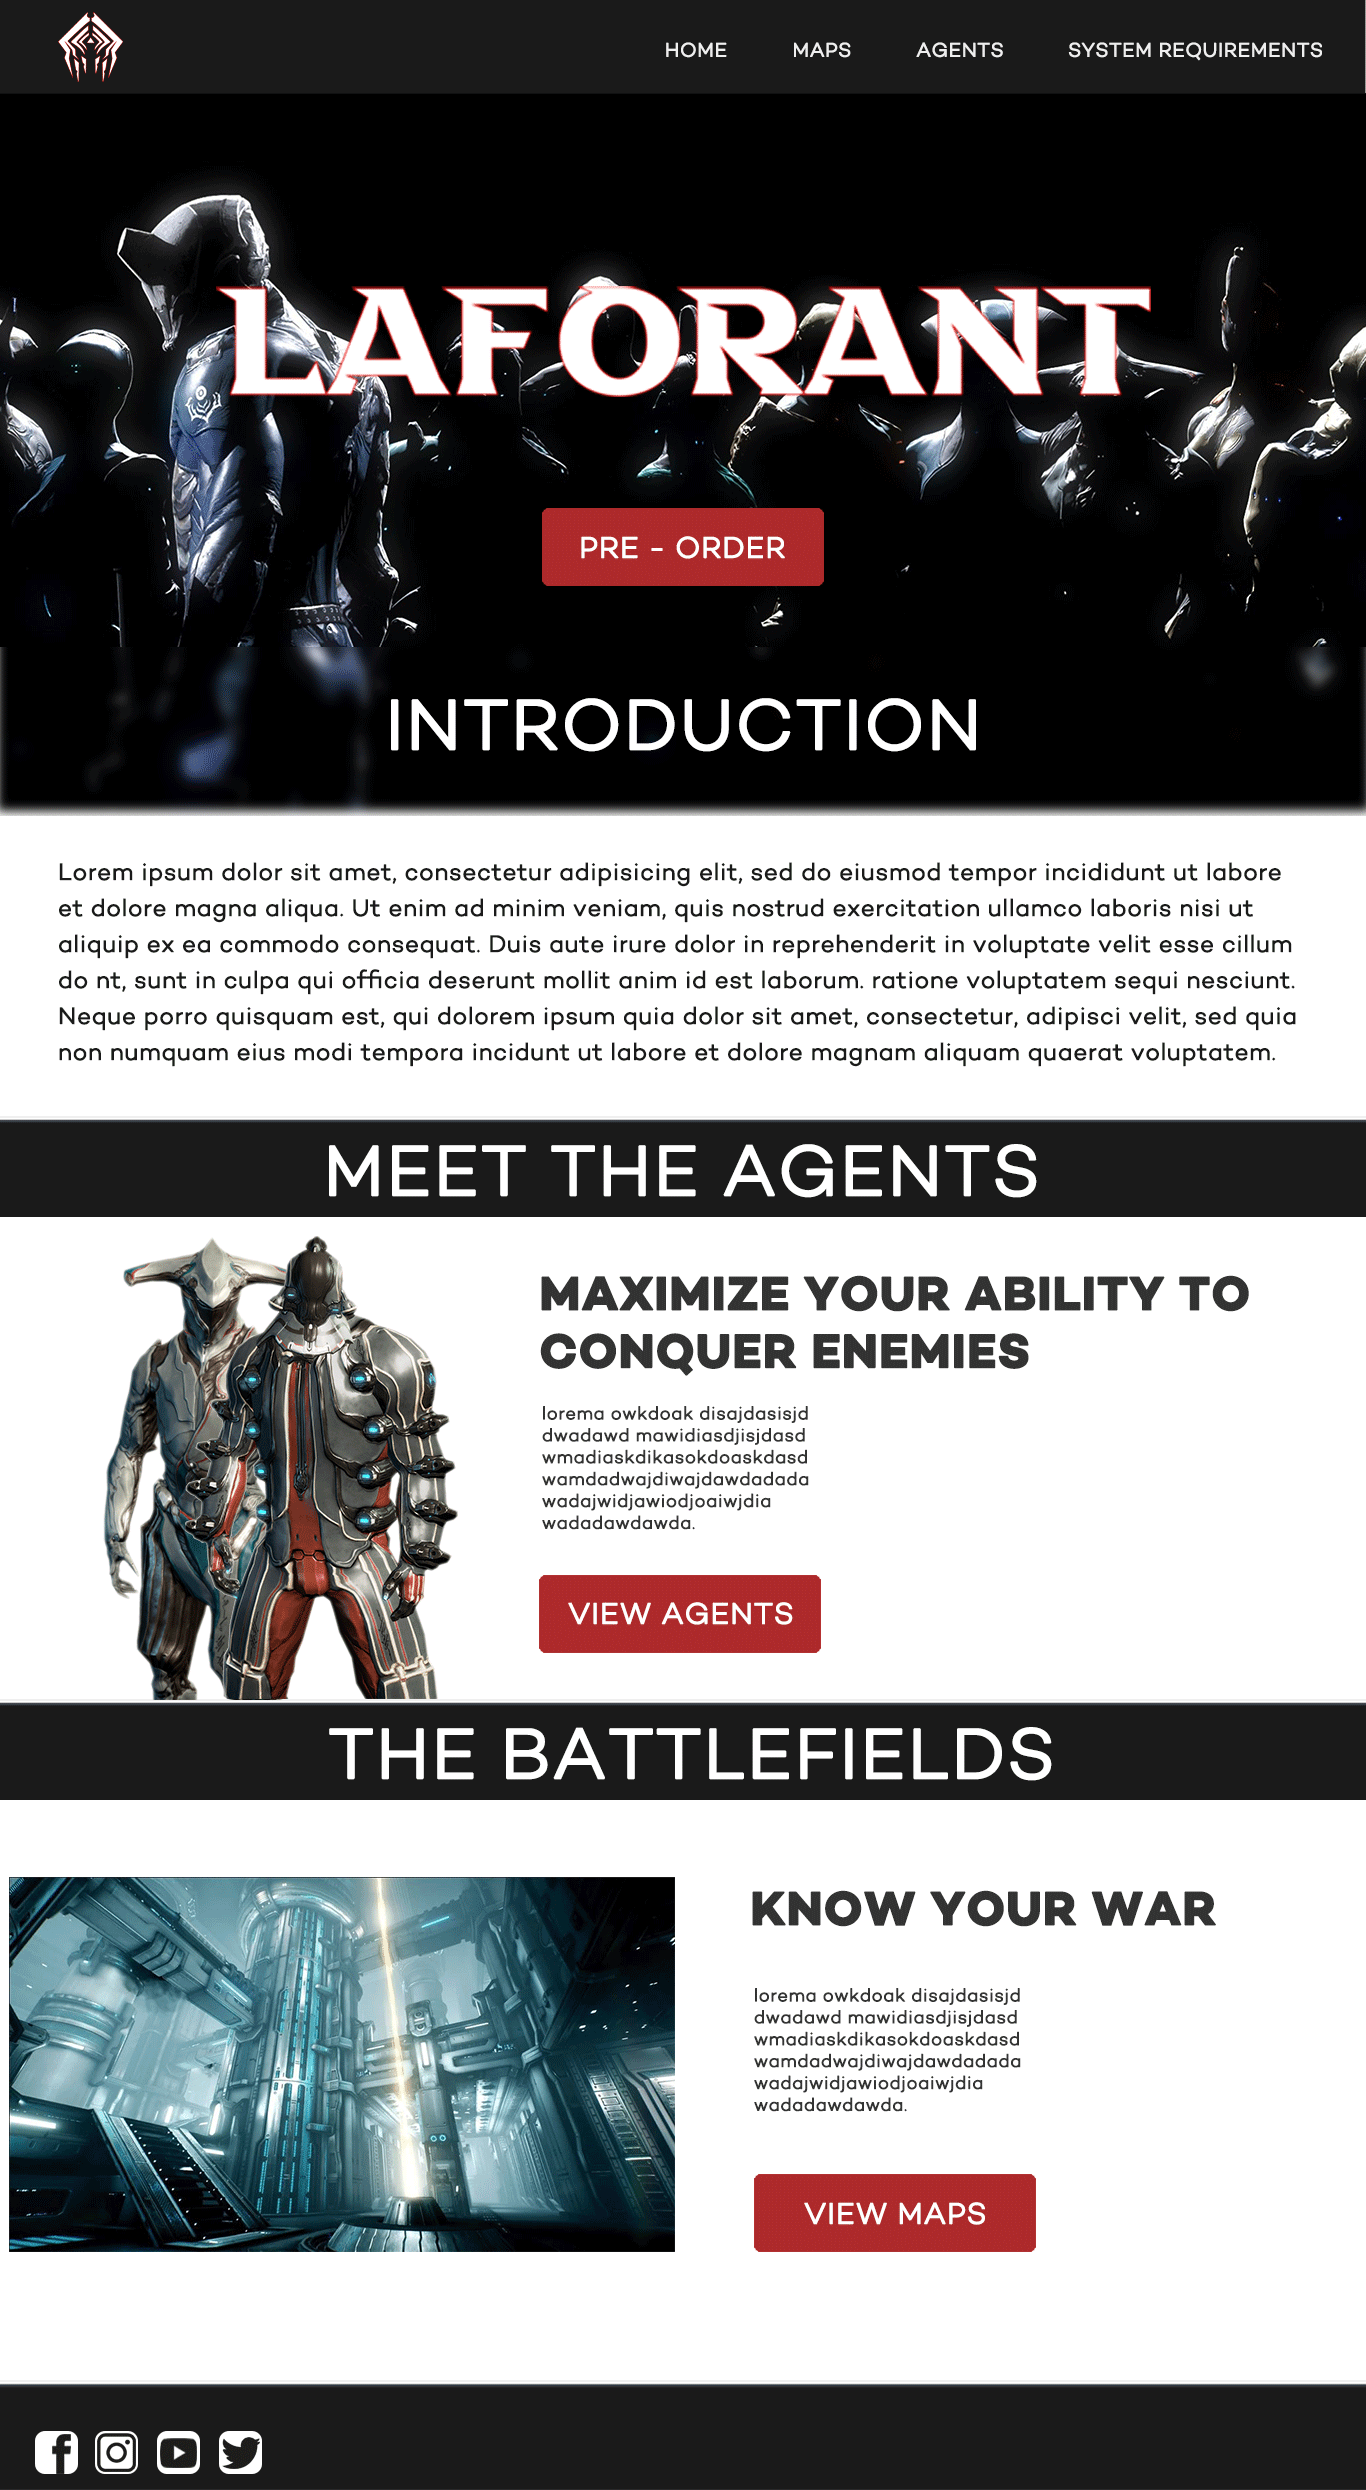 HOME MAPS AGENTS SYSTEM REQUIREMENTS
LAFORANT
PRE - ORDER
INTRODUCTION
Lorem ipsum dolor sit amet, consectetur adipisicing elit, sed do eiusmod tempor incididunt ut labore
et dolore magna aliqua. Ut enim ad minim veniam, quis nostrud exercitation ullamco laboris nisi ut
aliquip ex ea commodo consequat. Duis aute irure dolor in reprehenderit in voluptate velit esse cillum
do nt, sunt in culpa qui officia deserunt mollit anim id est laborum. ratione voluptatem sequi nesciunt.
Neque porro quisquam est, qui dolorem ipsum quia dolor sit amet, consectetur, adipisci velit, sed quia
non numquam eius modi tempora incidunt ut labore et dolore magnam aliquam quaerat voluptatem.
MEET THE AGENTS
MAXIMIZE YOUR ABILITY TO
CONQUER ENEMIES
lorema owkdoak disajdasisjd
dwadawd mawidiasdjisjdasd
wmadiaskdikasokdoaskdasd
wamdadwajdiwajdawdadada
wadajwidjawiodjoaiwjdia
wadadawdawda.
VIEW AGENTS
THE BATTLEFIELDS
KNOW YOUR WAR
lorema owkdoak disajdasisjd
dwadawd mawidiasdjisjdasd
wmadiaskdikasokdoaskdasd
wamdadwajdiwajdawdadada
wadajwidjawiodjoaiwjdia
wadadawdawda.
VIEW MAPS